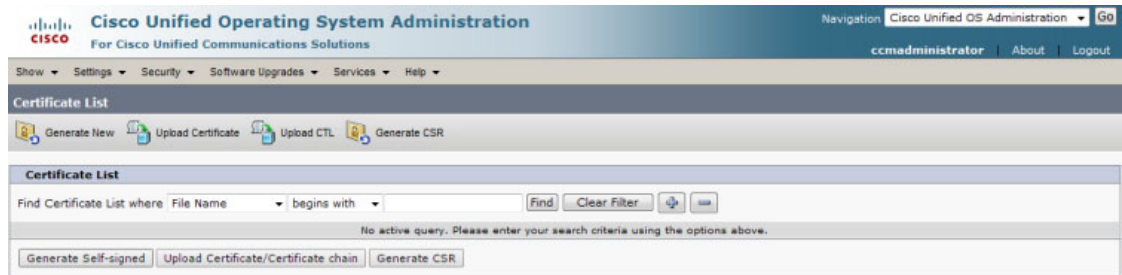 CISCO
Cisco Unified Operating System Administration
For Cisco Unified Communications Solutions
Navigation Cisco Unified OS Administration Go
ccmadministrator | About | Logout
Show Settings Security Software Upgrades Services Help
Certificate List
Generate New Upload Certificate Upload CTL Generate CSR
Certificate List
Find Certificate List where File Name begins with Find Clear Filter
No active query. Please enter your search criteria using the options above.
Generate Self-signed Upload Certificate/Certificate chain Generate CSR